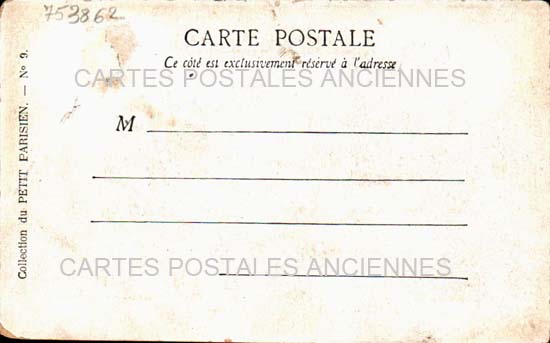 753862
CARTE POSTALE
Ce côté est exclusivement réservé à l'adresse
CARTES POSTALES ANCIENNES
M
CARTES POSTALES ANCIENNES
Collection du PETIT PARISIEN. — Nº 9.